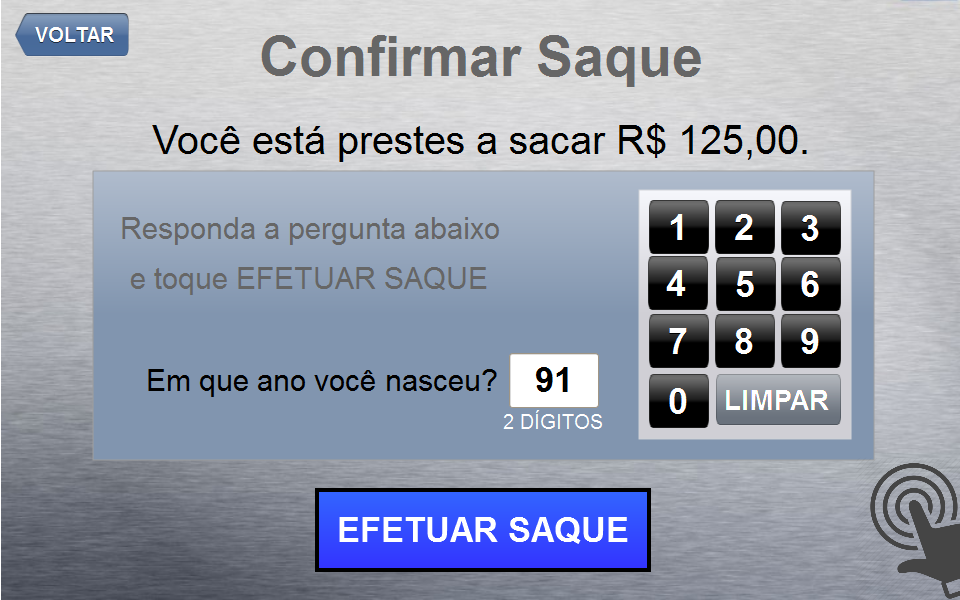 VOLTAR
Confirmar Saque
Você está prestes a sacar R$ 125,00.
Responda a pergunta abaixo
e toque EFETUAR SAQUE
Em que ano você nasceu? 91
2 DÍGITOS
1 2 3
4 5 6
7 8 9
0 LIMPAR
EFETUAR SAQUE